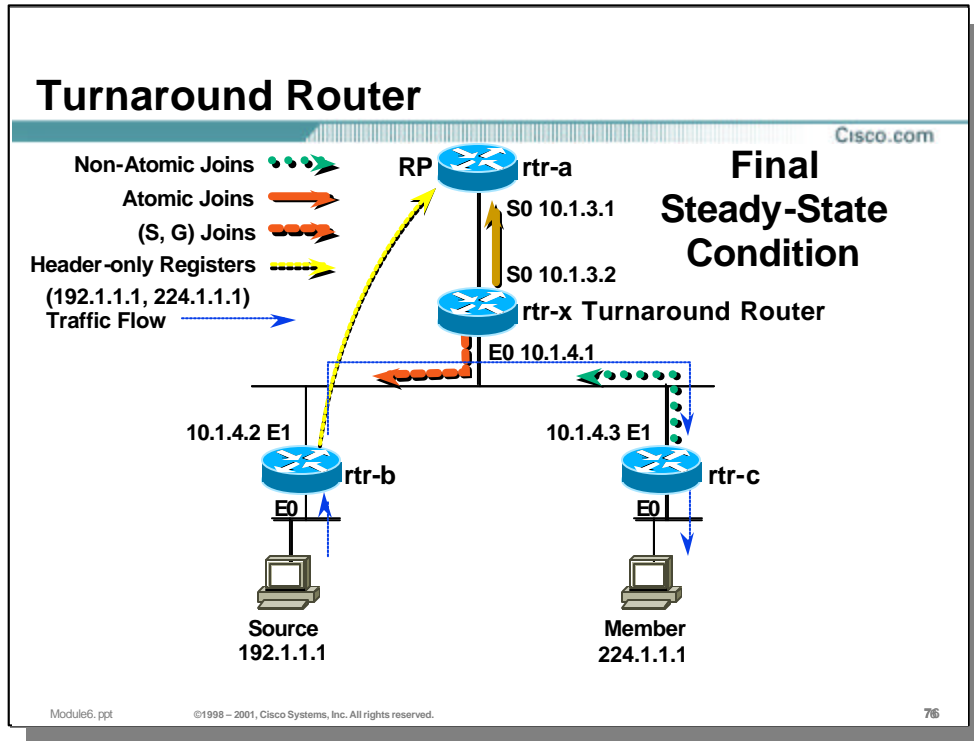 Turnaround Router
Cisco.com
Non-Atomic Joins
Atomic Joins
(S, G) Joins
Header-only Registers
(192.1.1.1, 224.1.1.1)
Traffic Flow
RP
rtr-a
Final
Steady-State
Condition
S0 10.1.3.1
S0 10.1.3.2
rtr-x Turnaround Router
E0 10.1.4.1
10.1.4.2 E1
10.1.4.3 E1
rtr-b
rtr-c
E0
E0
Source
192.1.1.1
Member
224.1.1.1
Module6.ppt
©1998 – 2001, Cisco Systems, Inc. All rights reserved.